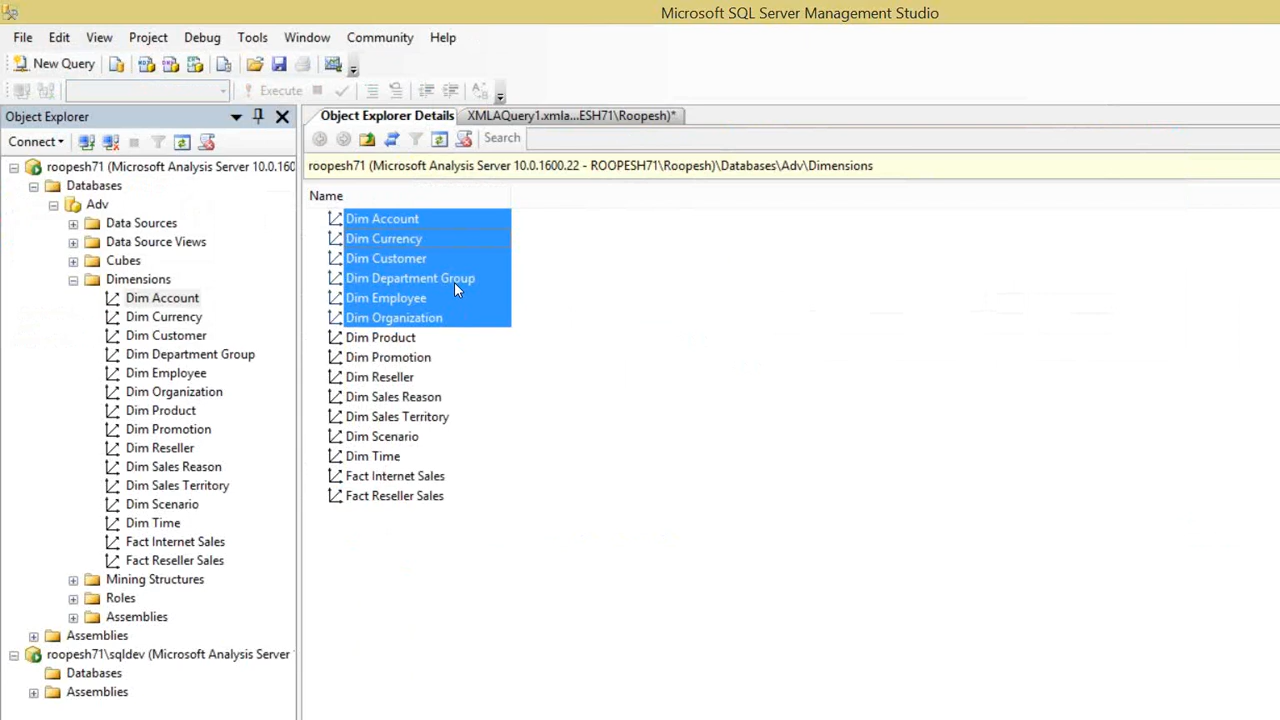 Microsoft SQL Server Management Studio
File Edit View Project Debug Tools Window Community Help
New Query
Execute
Object Explorer
Connect
roopesh71 (Microsoft Analysis Server 10.0.160
Databases
Adv
Data Sources
Data Source Views
Cubes
Dimensions
Dim Account
Dim Currency
Dim Customer
Dim Department Group
Dim Employee
Dim Organization
Dim Product
Dim Promotion
Dim Reseller
Dim Sales Reason
Dim Sales Territory
Dim Scenario
Dim Time
Fact Internet Sales
Fact Reseller Sales
Mining Structures
Roles
Assemblies
Assemblies
roopesh71\sqldev (Microsoft Analysis Server
Databases
Assemblies
Object Explorer Details XMLAQuery1.xmla...ESH71\Roopesh)*
Search
roopesh71 (Microsoft Analysis Server 10.0.1600.22 - ROOPESH71\Roopesh)\Databases\Adv\Dimensions
Name
Dim Account
Dim Currency
Dim Customer
Dim Department Group
Dim Employee
Dim Organization
Dim Product
Dim Promotion
Dim Reseller
Dim Sales Reason
Dim Sales Territory
Dim Scenario
Dim Time
Fact Internet Sales
Fact Reseller Sales